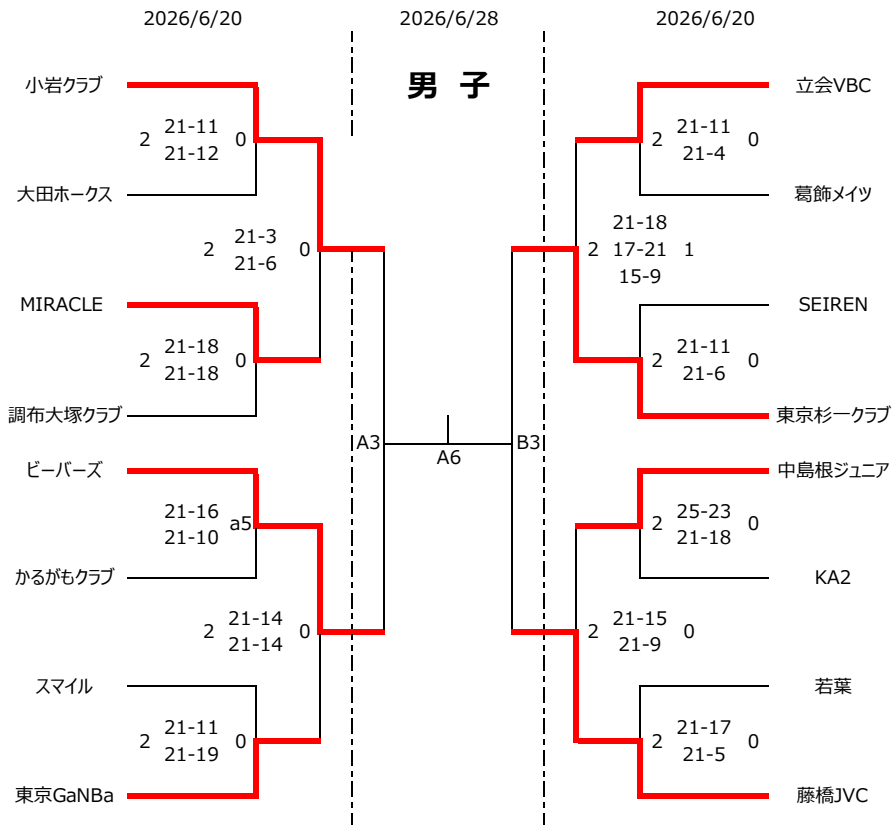 2026/6/20
2026/6/28
2026/6/20
男 子
小岩クラブ
2 21-11 0
21-12
大田ホークス
2 21-3 0
21-6
MIRACLE
2 21-18 0
21-18
調布大塚クラブ
ビーバーズ
21-16
21-10 a5
かるがもクラブ
2 21-14 0
21-14
スマイル
2 21-11 0
21-19
東京GaNBa
A3
A6
B3
立会VBC
2 21-11 0
21-4
葛飾メイツ
21-18
2 17-21 1
15-9
SEIREN
2 21-11 0
21-6
東京杉一クラブ
中島根ジュニア
2 25-23 0
21-18
KA2
2 21-15 0
21-9
若葉
2 21-17 0
21-5
藤橋JVC